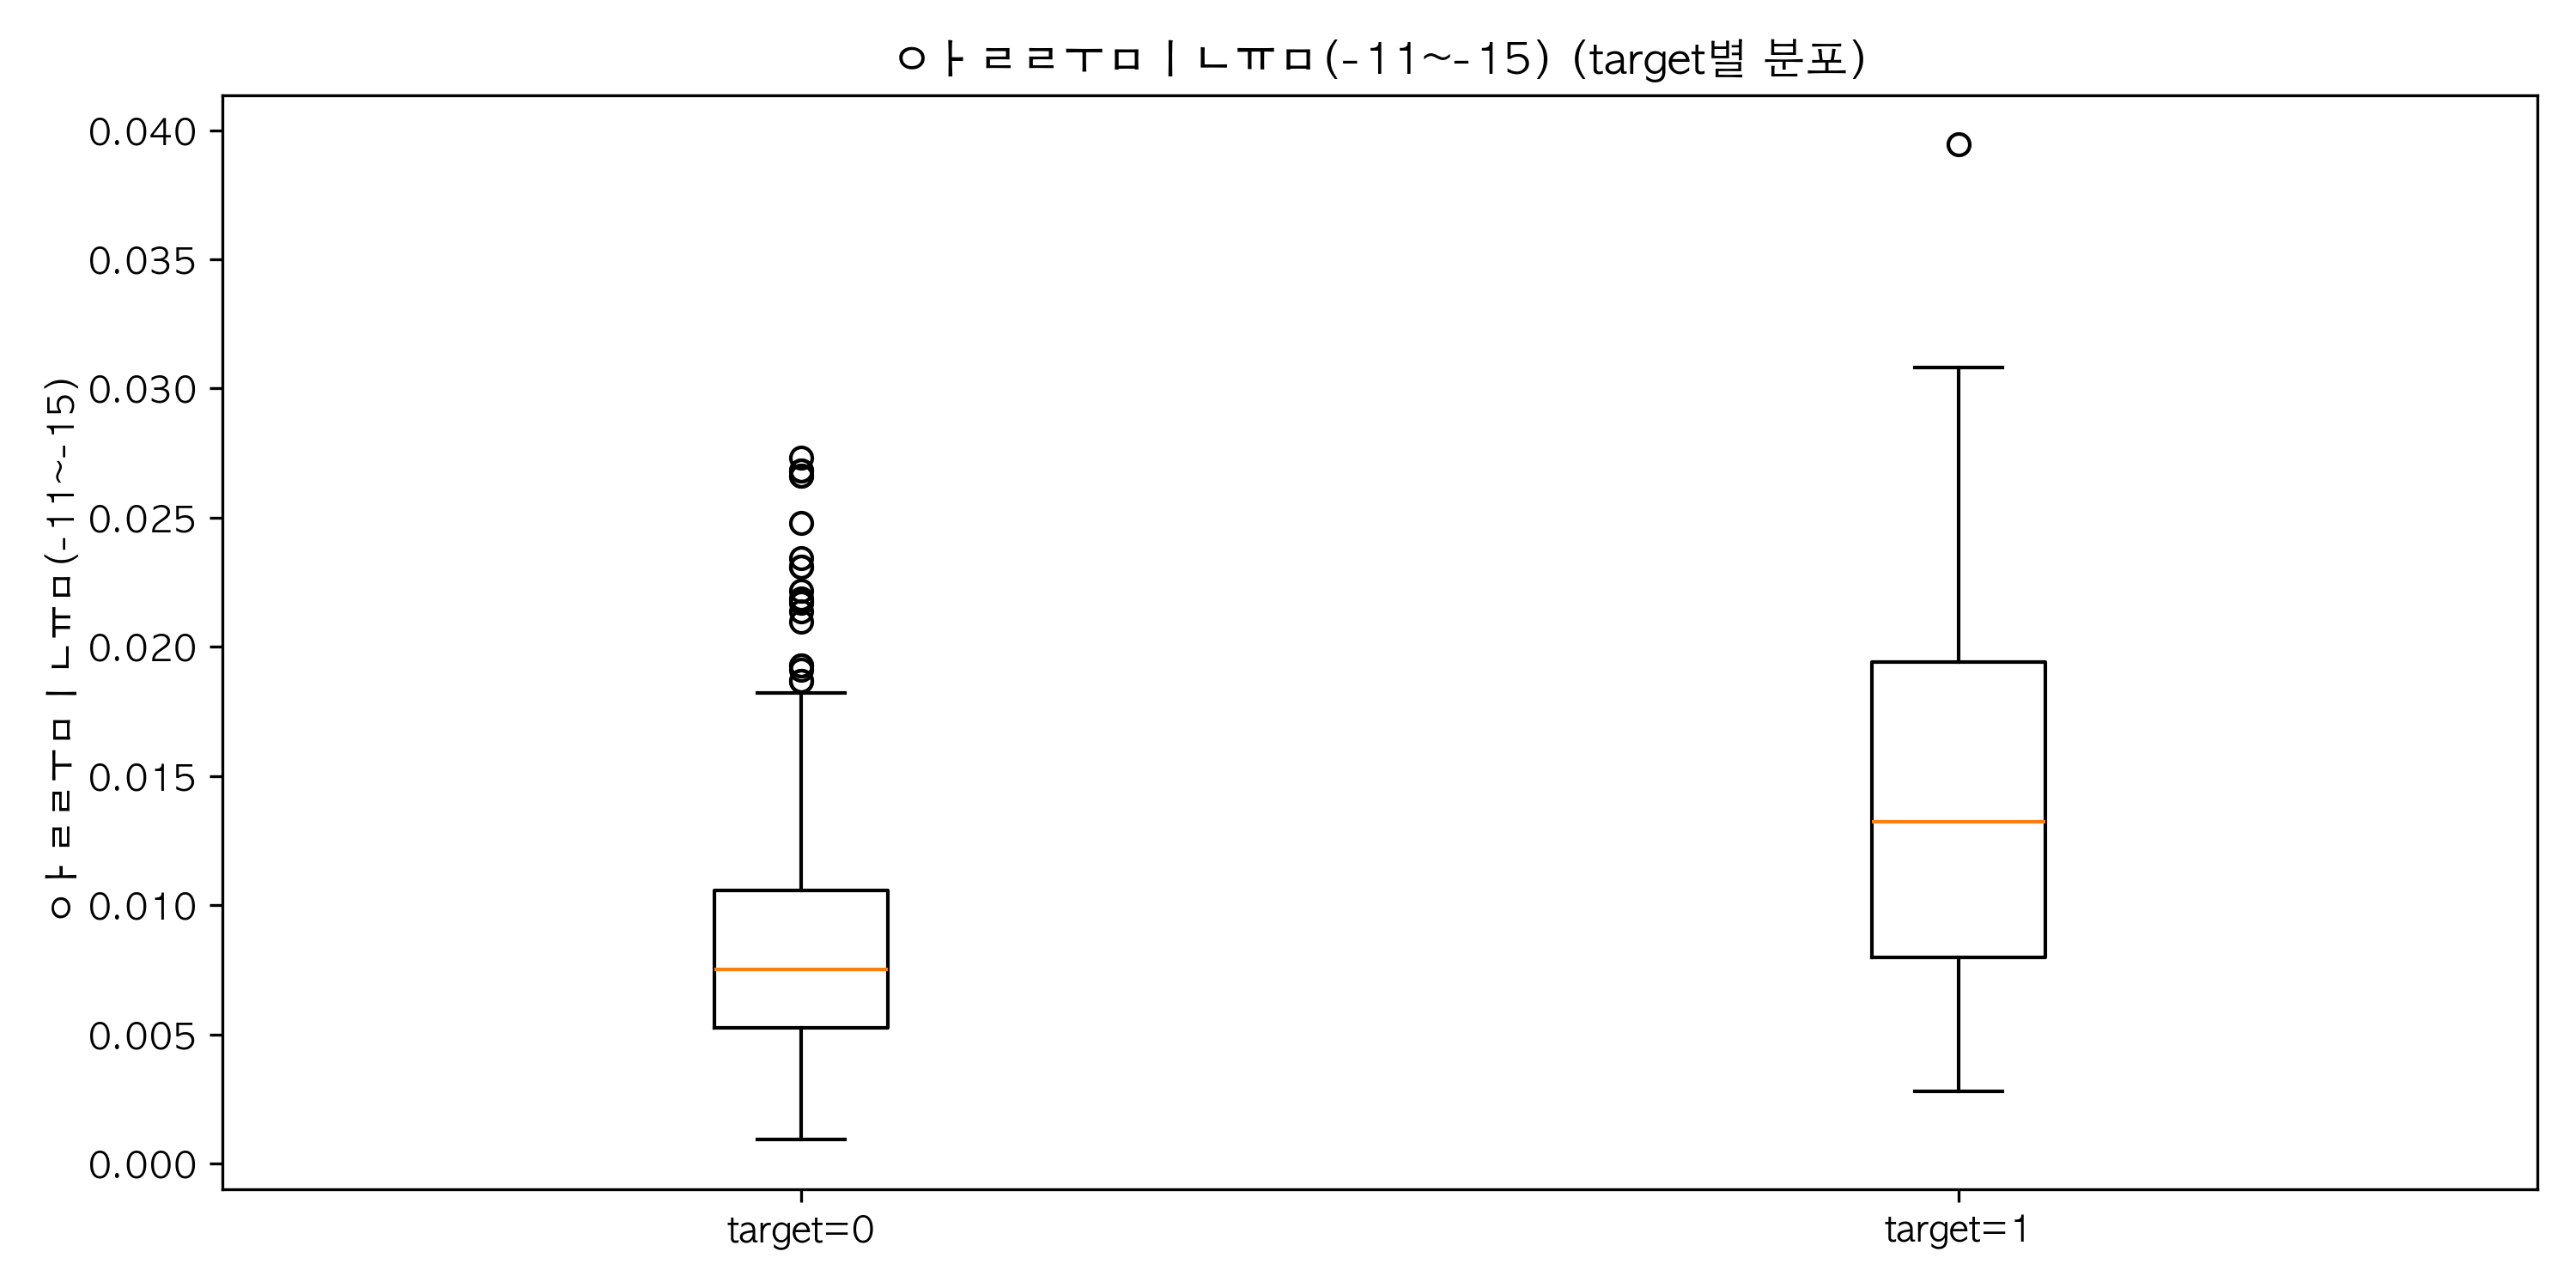 ㅇㅏㄹㄹㅜㅁㅣㄴㅠㅁ(-11~-15) (target별 분포)
ㅇㅏㄹㄹㅜㅁㅣㄴㅠㅁ(-11~-15)
0.040
0.035
0.030
0.025
0.020
0.015
0.010
0.005
0.000
target=0
target=1